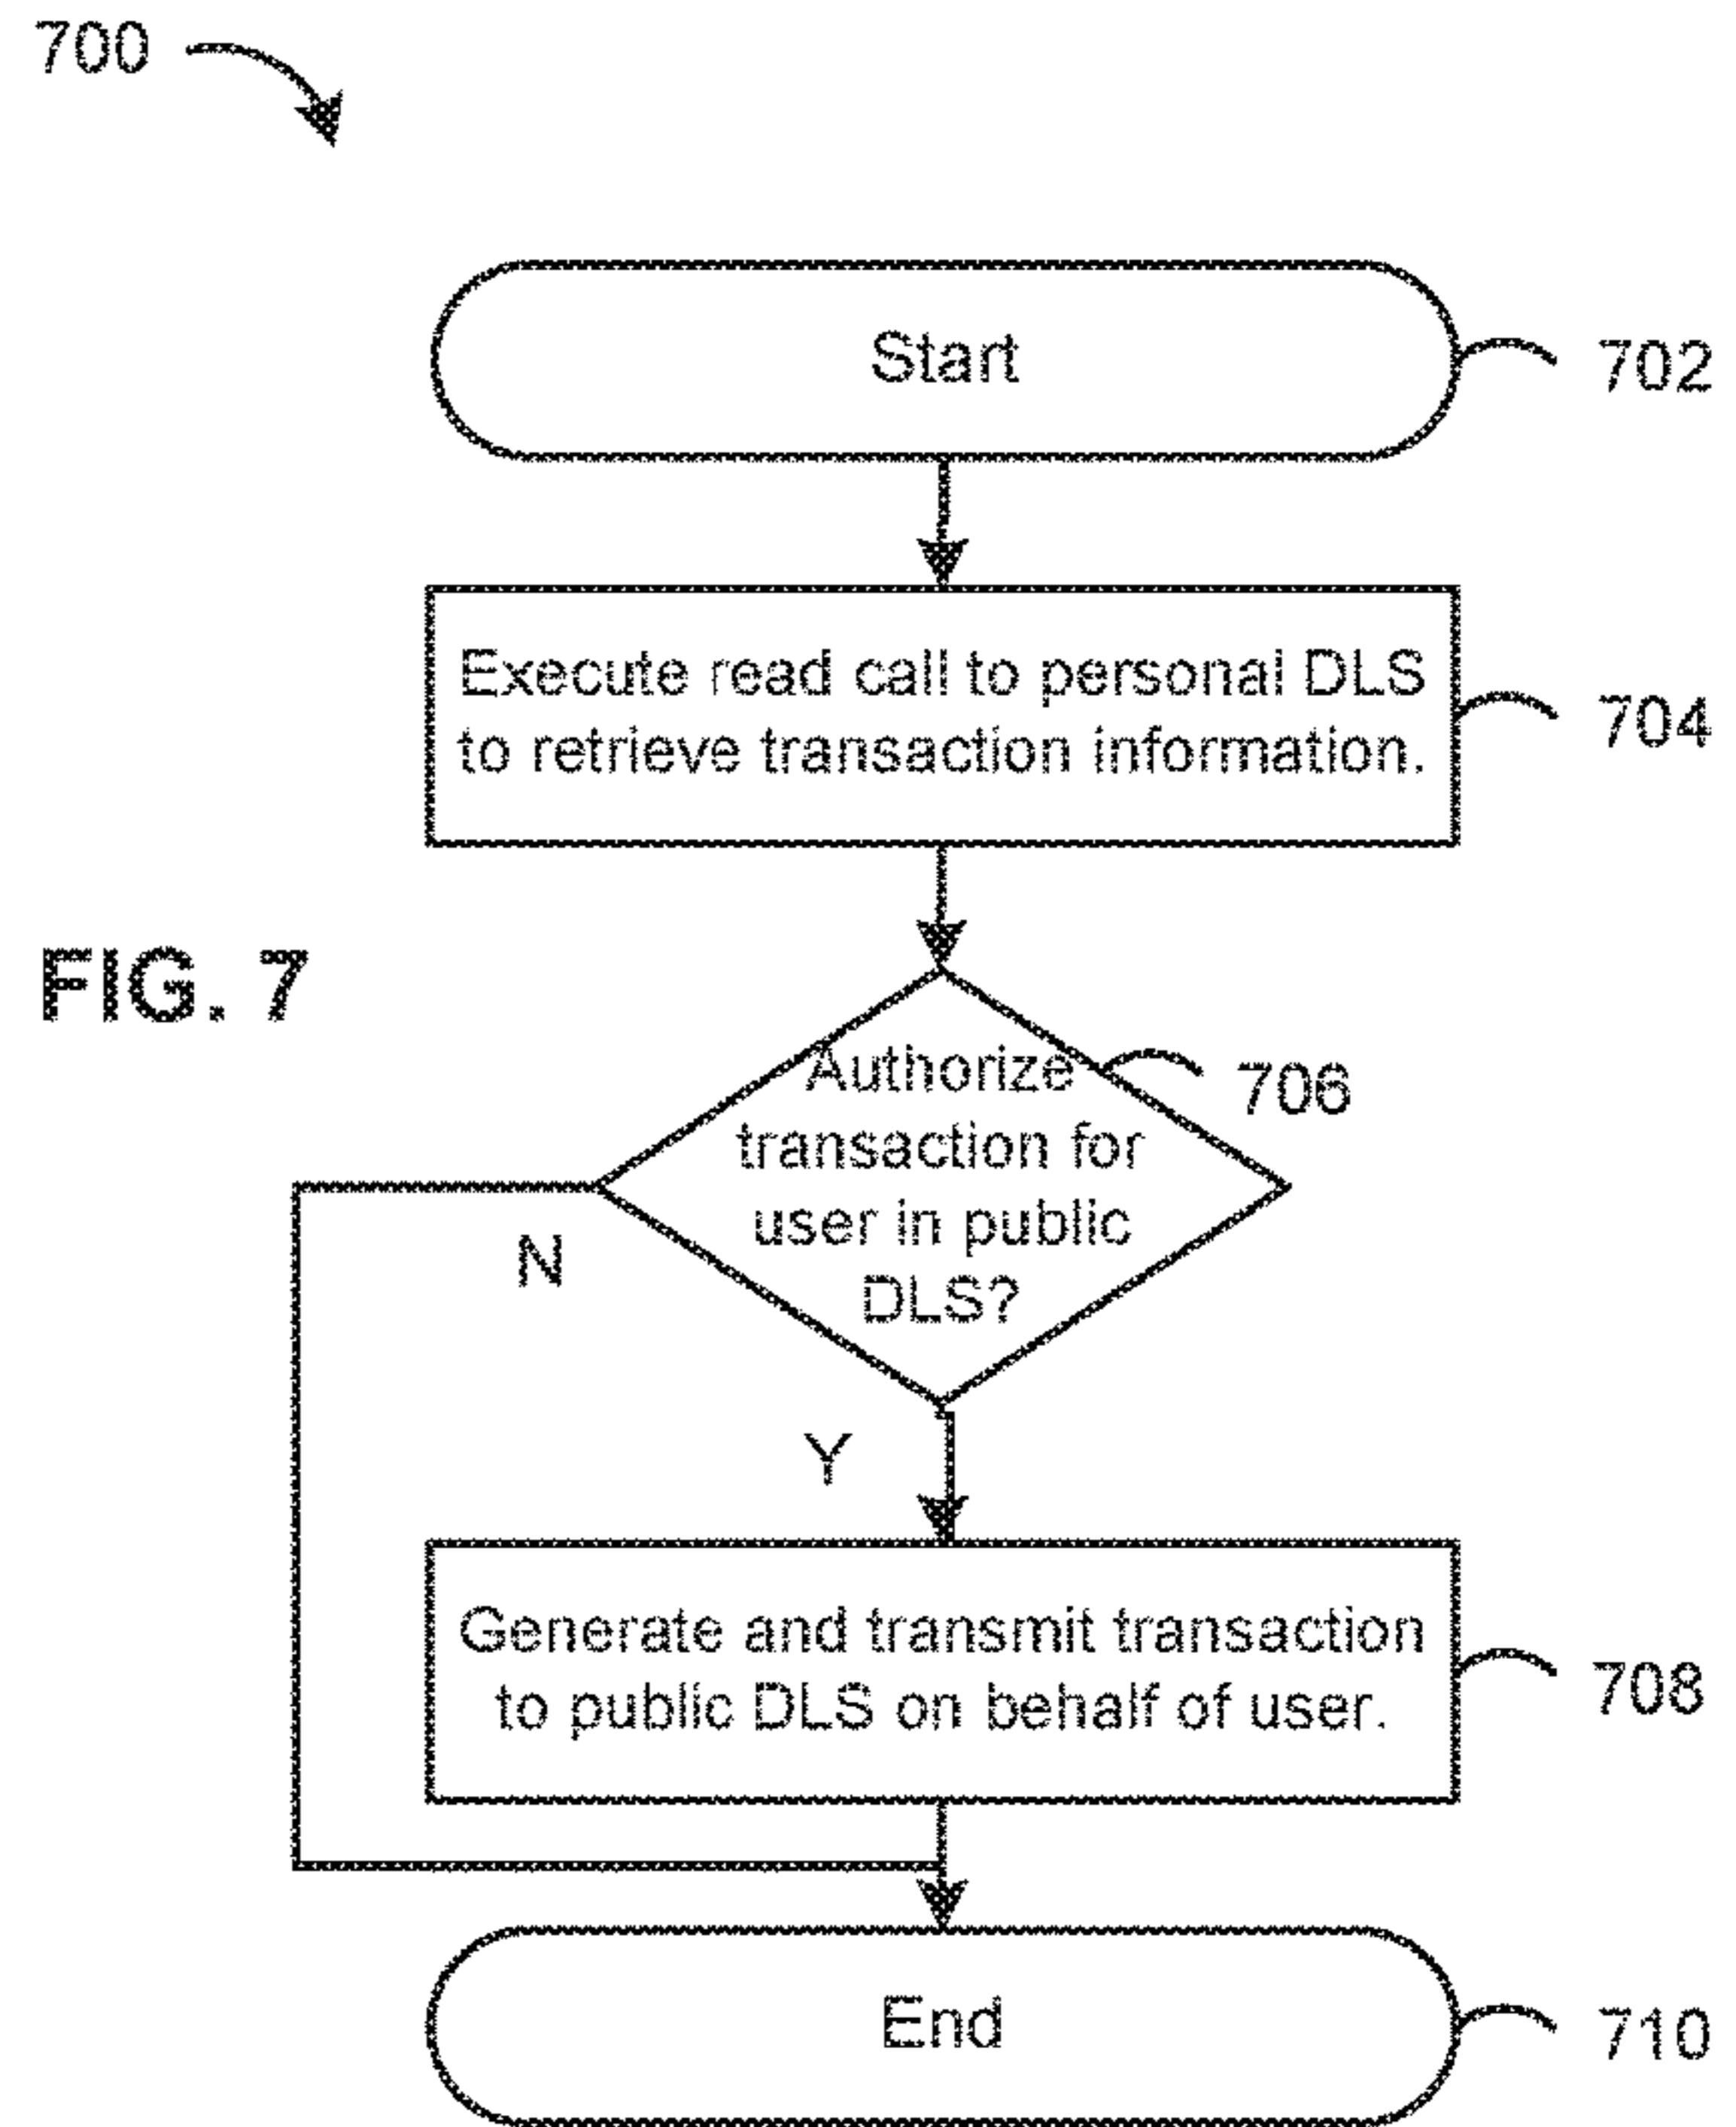 700
Start
702
Execute read call to personal DLS
to retrieve transaction information.
704
FIG. 7
Authorize
transaction for
user in public
DLS?
706
N
Y
Generate and transmit transaction
to public DLS on behalf of user.
708
End
710